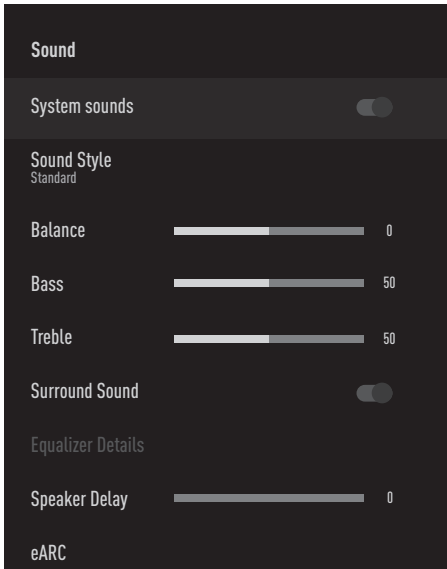 Sound
System sounds
Sound Style
Standard
Balance 0
Bass 50
Treble 50
Surround Sound
Equalizer Details
Speaker Delay 0
eARC